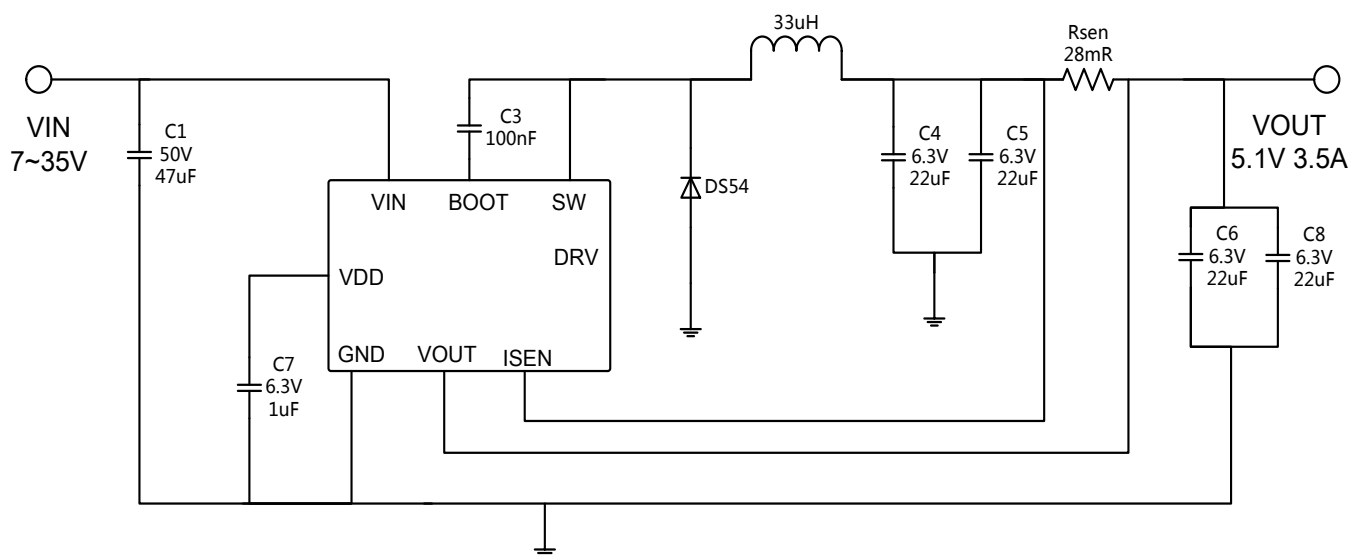 33uH
Rsen
28mR
VIN
7~35V
C1
50V
47uF
C3
100nF
C4
6.3V
22uF
C5
6.3V
22uF
VOUT
5.1V 3.5A
VIN
BOOT
SW
DS54
DRV
VDD
C6
6.3V
22uF
C8
6.3V
22uF
GND
VOUT
ISEN
C7
6.3V
1uF